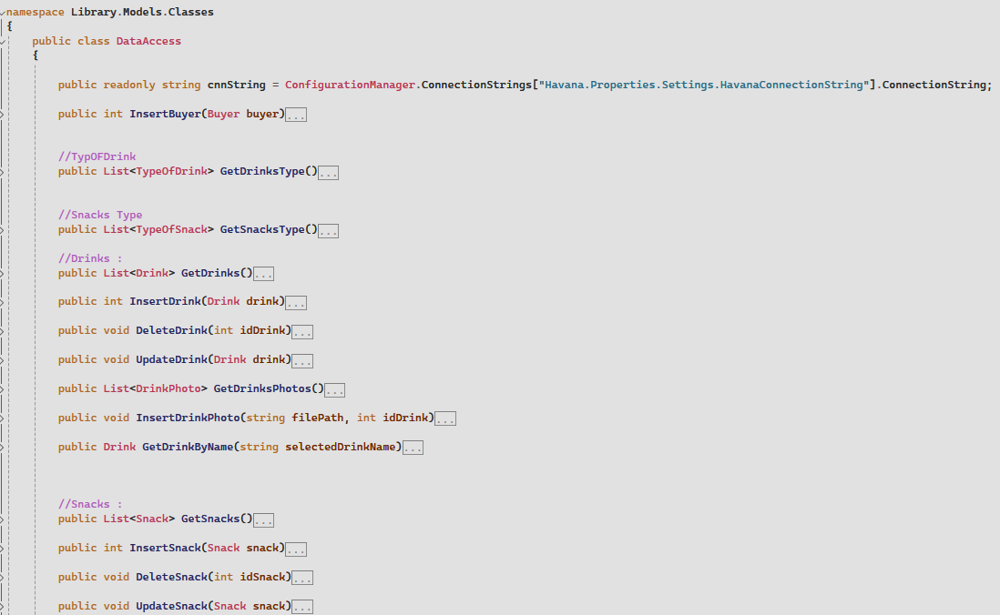 namespace Library.Models.Classes
{
public class DataAccess
{
public readonly string cnnString = ConfigurationManager.ConnectionStrings["Havana.Properties.Settings.HavanaConnectionString"].ConnectionString;
public int InsertBuyer(Buyer buyer)...
//TypOFDrink
public List<TypeOfDrink> GetDrinksType()...
//Snacks Type
public List<TypeOfSnack> GetSnacksType()...
//Drinks :
public List<Drink> GetDrinks()...
public int InsertDrink(Drink drink)...
public void DeleteDrink(int idDrink)...
public void UpdateDrink(Drink drink)...
public List<DrinkPhoto> GetDrinksPhotos()...
public void InsertDrinkPhoto(string filePath, int idDrink)...
public Drink GetDrinkByName(string selectedDrinkName)...
//Snacks :
public List<Snack> GetSnacks()...
public int InsertSnack(Snack snack)...
public void DeleteSnack(int idSnack)...
public void UpdateSnack(Snack snack)...